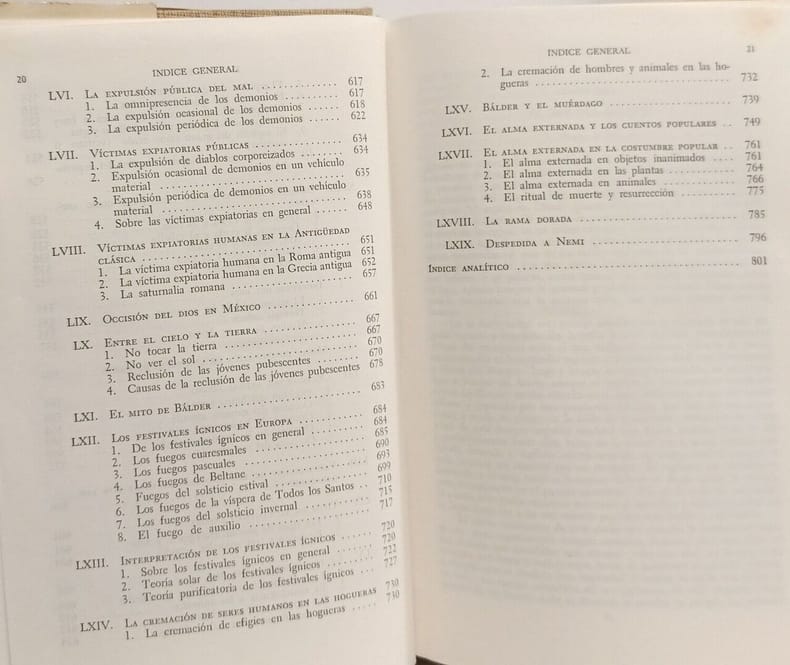 20
INDICE GENERAL
LVI. LA EXPULSIÓN PÚBLICA DEL MAL ............ 617
1. La omnipresencia de los demonios .......... 617
2. La expulsión ocasional de los demonios ...... 618
3. La expulsión periódica de los demonios ...... 622
LVII. VÍCTIMAS EXPIATORIAS PÚBLICAS ............ 634
1. La expulsión de diablos corporeizados ........ 634
2. Expulsión ocasional de demonios en un vehículo
material ............ 635
3. Expulsión periódica de demonios en un vehículo
material ............ 638
4. Sobre las víctimas expiatorias en general ...... 648
LVIII. VÍCTIMAS EXPIATORIAS HUMANAS EN LA ANTIGÜEDAD
CLÁSICA ............ 651
1. La víctima expiatoria humana en la Roma antigua 651
2. La víctima expiatoria humana en la Grecia antigua 652
3. La saturnalia romana ............ 657
LIX. OCCISIÓN DEL DIOS EN MÉXICO ............ 661
LX. ENTRE EL CIELO Y LA TIERRA ............ 667
1. No tocar la tierra ............ 667
2. No ver el sol ............ 670
3. Reclusión de las jóvenes pubescentes ........ 670
4. Causas de la reclusión de las jóvenes pubescentes 678
LXI. EL MITO DE BÁLDER ............ 683
LXII. LOS FESTIVALES ÍGNICOS EN EUROPA ............ 684
1. De los festivales ígnicos en general ............ 684
2. Los fuegos cuaresmales ............ 685
3. Los fuegos pascuales ............ 690
4. Los fuegos de Beltane ............ 693
5. Fuegos del solsticio estival ............ 699
6. Los fuegos de la víspera de Todos los Santos .. 710
7. Los fuegos del solsticio invernal ............ 715
8. El fuego de auxilio ............ 717
LXIII. INTERPRETACIÓN DE LOS FESTIVALES ÍGNICOS ...... 720
1. Sobre los festivales ígnicos en general ........ 720
2. Teoría solar de los festivales ígnicos .......... 722
3. Teoría purificatoria de los festivales ígnicos ... 727
LXIV. LA CREMACIÓN DE SERES HUMANOS EN LAS HOGUERAS 730
1. La cremación de efigies en las hogueras ..... 730
INDICE GENERAL
21
2. La cremación de hombres y animales en las ho-
gueras ............ 732
LXV. BÁLDER Y EL MUÉRDAGO ............ 739
LXVI. EL ALMA EXTERNADA Y LOS CUENTOS POPULARES .. 749
LXVII. EL ALMA EXTERNADA EN LA COSTUMBRE POPULAR .. 761
1. El alma externada en objetos inanimados .... 761
2. El alma externada en las plantas ............ 764
3. El alma externada en animales ............ 766
4. El ritual de muerte y resurrección ............ 775
LXVIII. LA RAMA DORADA ............ 785
LXIX. DESPEDIDA A NEMI ............ 796
INDICE ANALÍTICO ............ 801